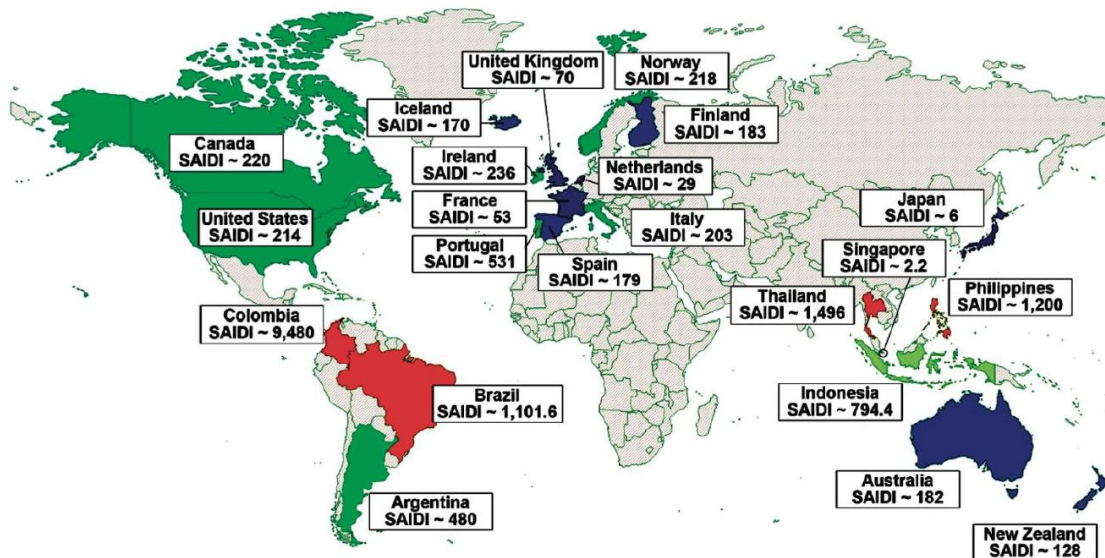 United Kingdom
SAIDI ~ 70
Norway
SAIDI ~ 218
Iceland
SAIDI ~ 170
Finland
SAIDI ~ 183
Canada
SAIDI ~ 220
Ireland
SAIDI ~ 236
Netherlands
SAIDI ~ 29
United States
SAIDI ~ 214
France
SAIDI ~ 53
Italy
SAIDI ~ 203
Japan
SAIDI ~ 6
Portugal
SAIDI ~ 531
Spain
SAIDI ~ 179
Singapore
SAIDI ~ 2.2
Thailand
SAIDI ~ 1,496
Philippines
SAIDI ~ 1,200
Colombia
SAIDI ~ 9,480
Brazil
SAIDI ~ 1,101.6
Indonesia
SAIDI ~ 794.4
Argentina
SAIDI ~ 480
Australia
SAIDI ~ 182
New Zealand
SAIDI ~ 128